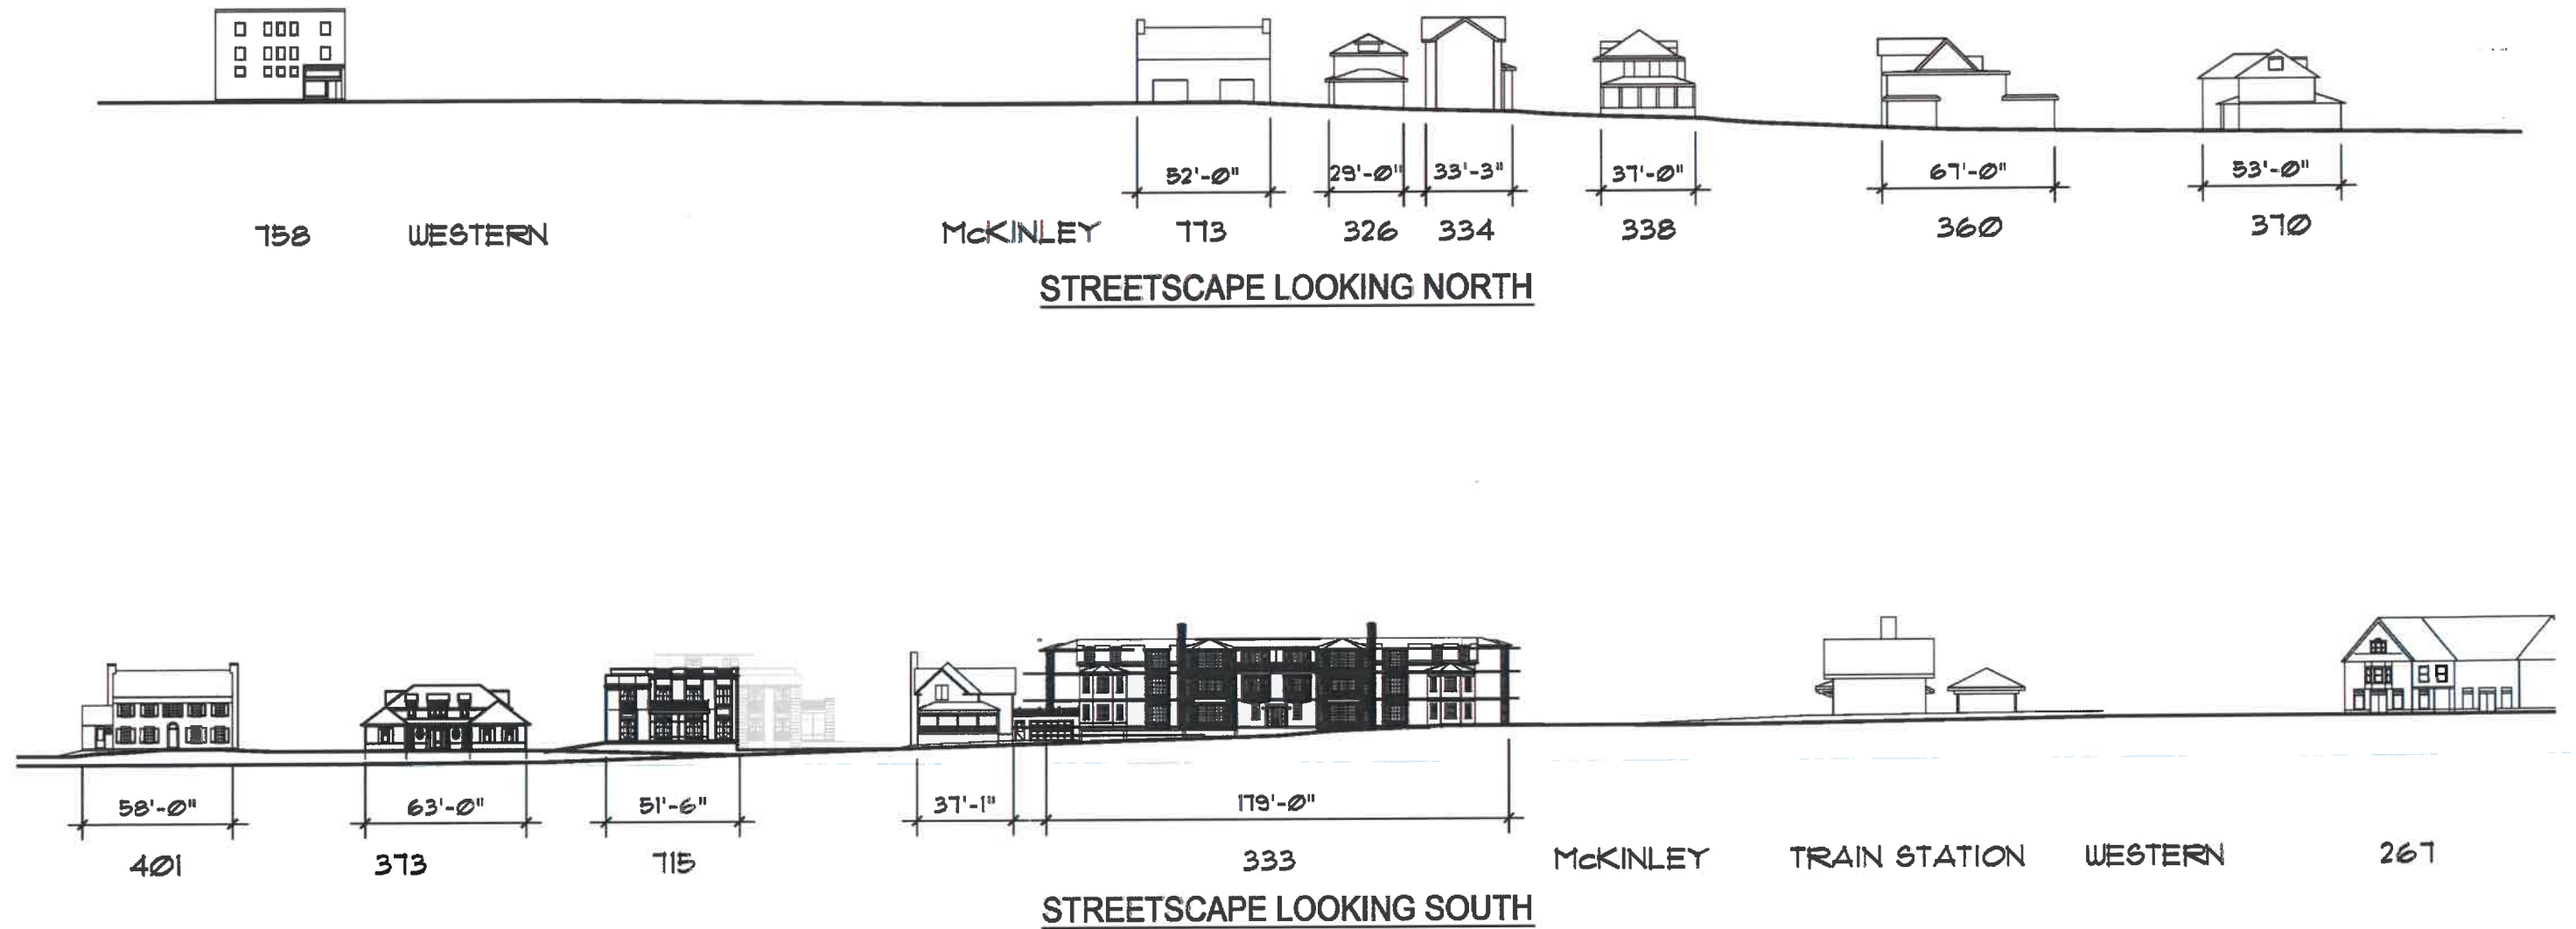 52'-0" 29'-0" 33'-3" 37'-0" 67'-0" 53'-0"
758 WESTERN McKINLEY 773 326 334 338 360 370
STREETSCAPE LOOKING NORTH
58'-0" 63'-0" 51'-6" 37'-1" 179'-0"
401 373 715 333 McKINLEY TRAIN STATION WESTERN 267
STREETSCAPE LOOKING SOUTH